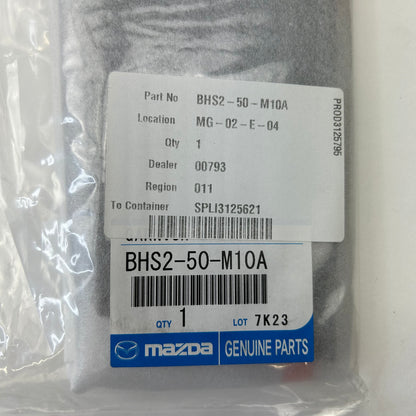 Part No BHS2-50-M10A
Location MG-02-E-04
Qty 1
Dealer 00793
Region 011
To Container SPLI3125621
PROD3125795
BHS2-50-M10A
QTY 1 LOT 7K23
mazda GENUINE PARTS